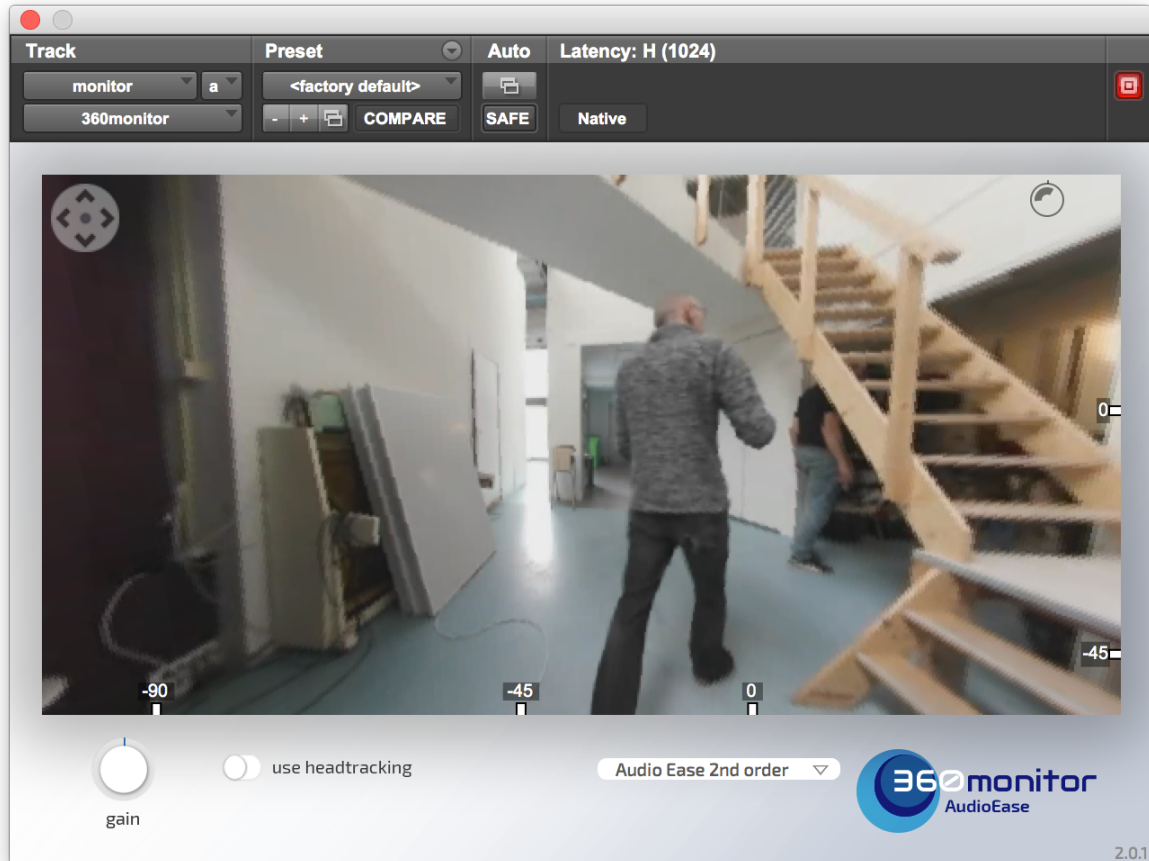 Track
Preset
Auto
Latency: H (1024)
monitor
a
<factory default>
360monitor
- +
COMPARE
SAFE
Native
0
-45
-90
-45
0
gain
use headtracking
Audio Ease 2nd order
360monitor
AudioEase
2.0.1